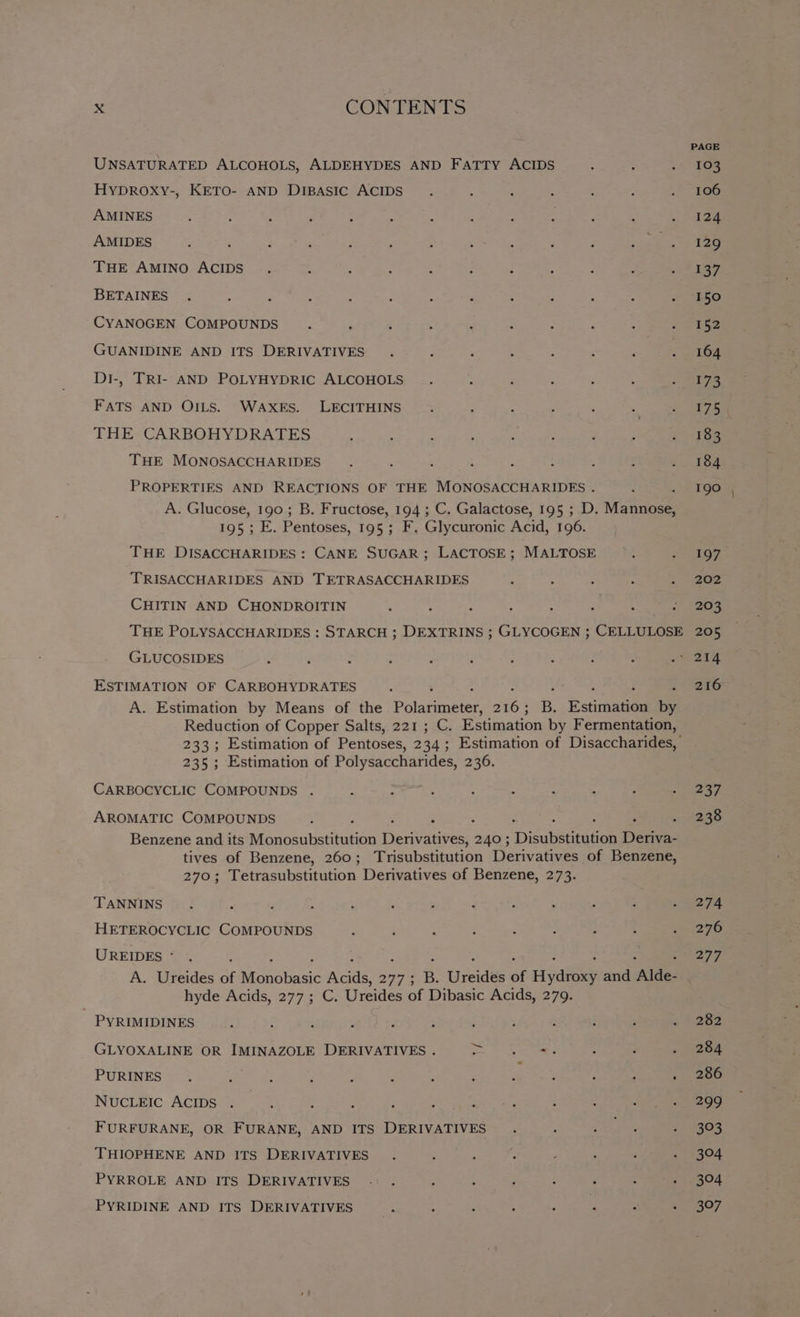 x CONTENTS
PAGE
UNSATURATED ALCOHOLS, ALDEHYDES AND FATTY ACIDS . . . 103
HYDROXY-, KETO- AND DIBASIC ACIDS . . . . . . . 106
AMINES . . . . . . . . . . . . 124
AMIDES . . . . . . . . . . . . 129
THE AMINO ACIDS . . . . . . . . . . 137
BETAINES . . . . . . . . . . . . 150
CYANOGEN COMPOUNDS . . . . . . . . . 152
GUANIDINE AND ITS DERIVATIVES . . . . . . . 164
DI-, TRI- AND POLYHYDRIC ALCOHOLS . . . . . . 173
FATS AND OILS. WAXES. LECITHINS . . . . . . 175
THE CARBOHYDRATES . . . . . . . . 183
THE MONOSACCHARIDES . . . . . . . . 184
PROPERTIES AND REACTIONS OF THE MONOSACCHARIDES . . . 190
A. Glucose, 190 ; B. Fructose, 194 ; C. Galactose, 195 ; D. Mannose,
195 ; E. Pentoses, 195 ; F. Glycuronic Acid, 196.
THE DISACCHARIDES : CANE SUGAR ; LACTOSE ; MALTOSE . . 197
TRISACCHARIDES AND TETRASACCHARIDES . . . . . 202
CHITIN AND CHONDROITIN . . . . . . . . 203
THE POLYSACCHARIDES : STARCH ; DEXTRINS ; GLYCOGEN ; CELLULOSE 205
GLUCOSIDES . . . . . . . . . . . 214
ESTIMATION OF CARBOHYDRATES . . . . . . . 216
A. Estimation by Means of the Polarimeter, 216 ; B. Estimation by
Reduction of Copper Salts, 221 ; C. Estimation by Fermentation,
233 ; Estimation of Pentoses, 234 ; Estimation of Disaccharides,
235 ; Estimation of Polysaccharides, 236.
CARBOCYCLIC COMPOUNDS . . . . . . . . . 237
AROMATIC COMPOUNDS . . . . . . . . . 238
Benzene and its Monosubstitution Derivatives, 240 ; Disubstitution Deriva-
tives of Benzene, 260 ; Trisubstitution Derivatives of Benzene,
270 ; Tetrasubstitution Derivatives of Benzene, 273.
TANNINS . . . . . . . . . . . . 274
HETEROCYCLIC COMPOUNDS . . . . . . . . 276
UREIDES . . . . . . . . . . . . 277
A. Ureides of Monobasic Acids, 277 ; B. Ureides of Hydroxy and Alde-
hyde Acids, 277 ; C. Ureides of Dibasic Acids, 279.
PYRIMIDINES . . . . . . . . . . . 282
GLYOXALINE OR IMINAZOLE DERIVATIVES . . . . . . 284
PURINES . . . . . . . . . . . . 286
NUCLEIC ACIDS . . . . . . . . . . . 299
FURFURANE, OR FURANE, AND ITS DERIVATIVES . . . . 303
THIOPHENE AND ITS DERIVATIVES . . . . . . . 304
PYRROLE AND ITS DERIVATIVES . . . . . . . 304
PYRIDINE AND ITS DERIVATIVES . . . . . . . 307